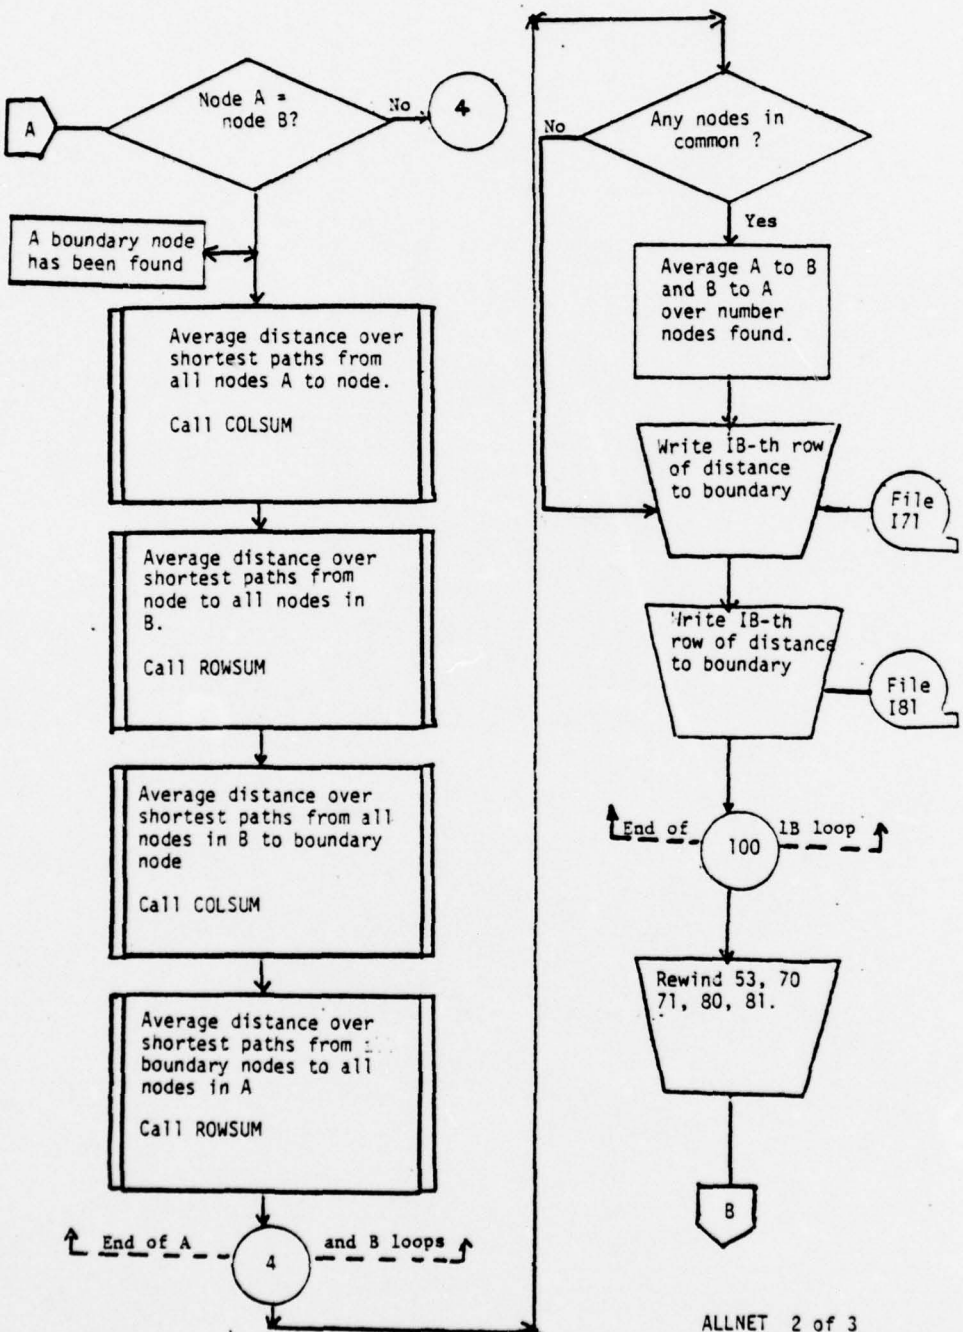 A
Node A =
node B?
No
4
A boundary node
has been found
Average distance over
shortest paths from
all nodes A to node.
Call COLSUM
Average distance over
shortest paths from
node to all nodes in
B.
Call ROWSUM
Average distance over
shortest paths from all
nodes in B to boundary
node
Call COLSUM
Average distance over
shortest paths from
boundary nodes to all
nodes in A
Call ROWSUM
End of A
4
and B loops
Any nodes in
common ?
No
Yes
Average A to B
and B to A
over number
nodes found.
Write IB-th row
of distance
to boundary
File
I71
Write IB-th
row of distance
to boundary
File
I81
End of
100
IB loop
Rewind 53, 70
71, 80, 81.
B
ALLNET 2 of 3